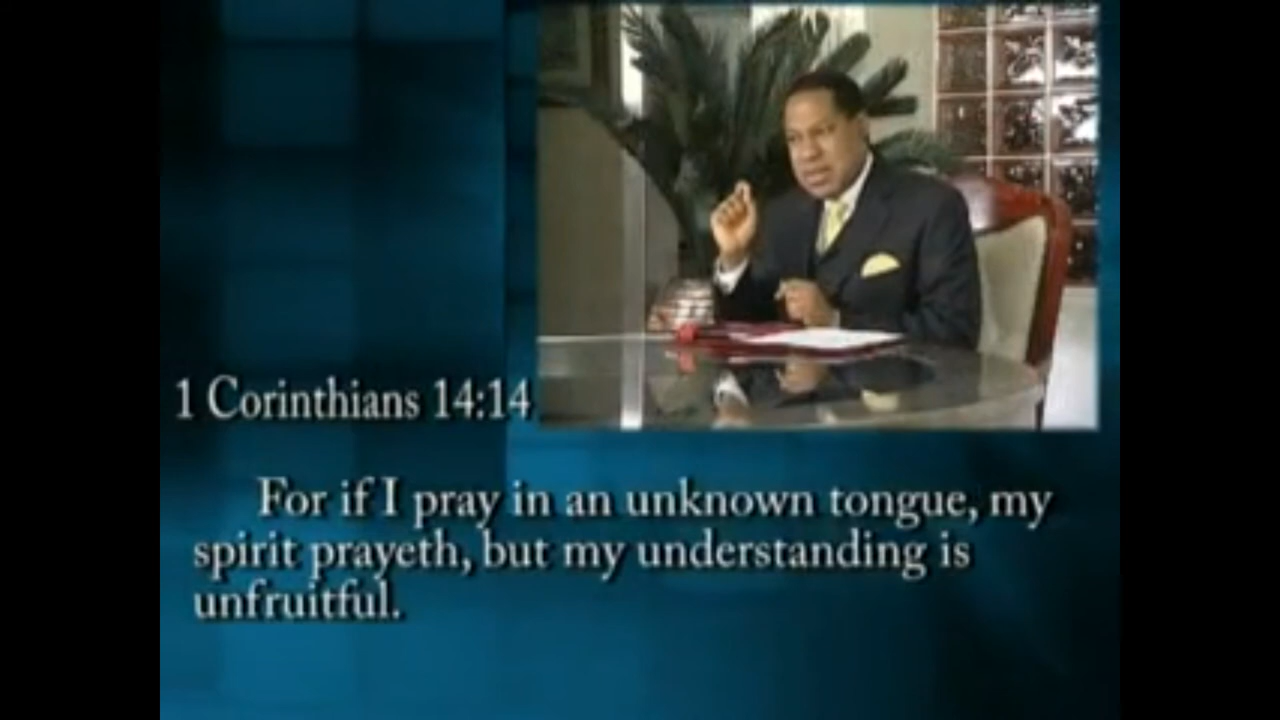 1 Corinthians 14:14
For if I pray in an unknown tongue, my
spirit prayeth, but my understanding is
unfruitful.